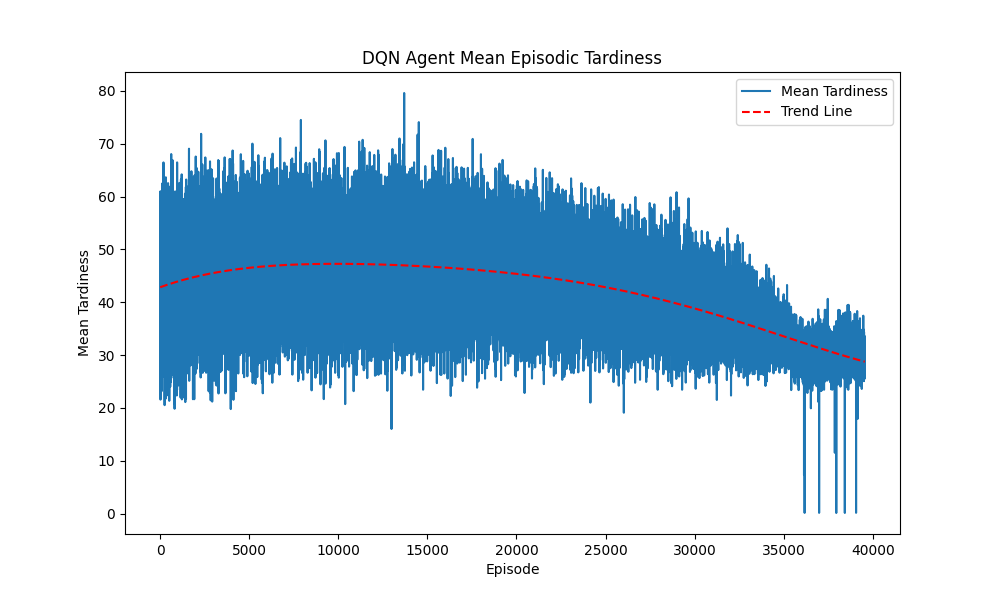 DQN Agent Mean Episodic Tardiness
Mean Tardiness
Trend Line
80
70
60
50
40
30
20
10
0
Mean Tardiness
0 5000 10000 15000 20000 25000 30000 35000 40000
Episode